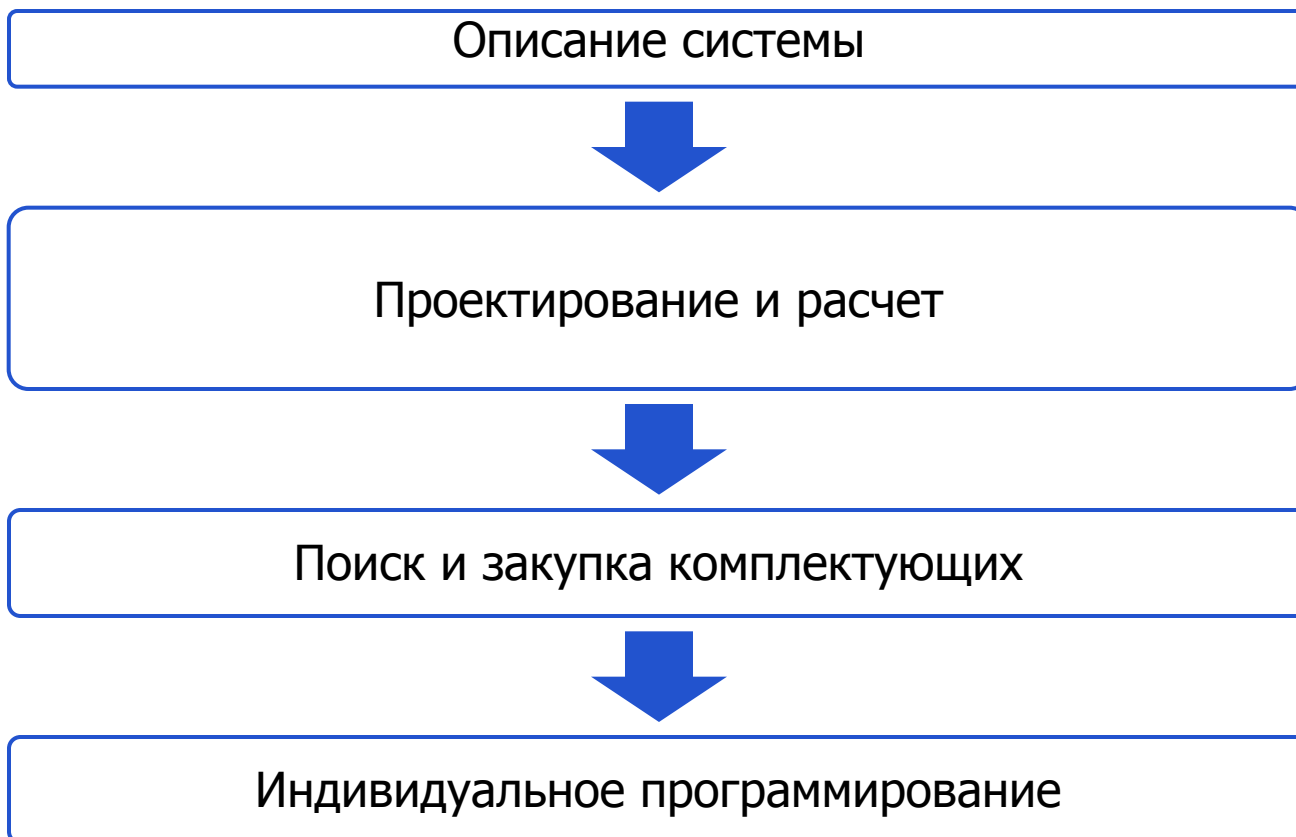 Описание системы
Проектирование и расчет
Поиск и закупка комплектующих
Индивидуальное программирование